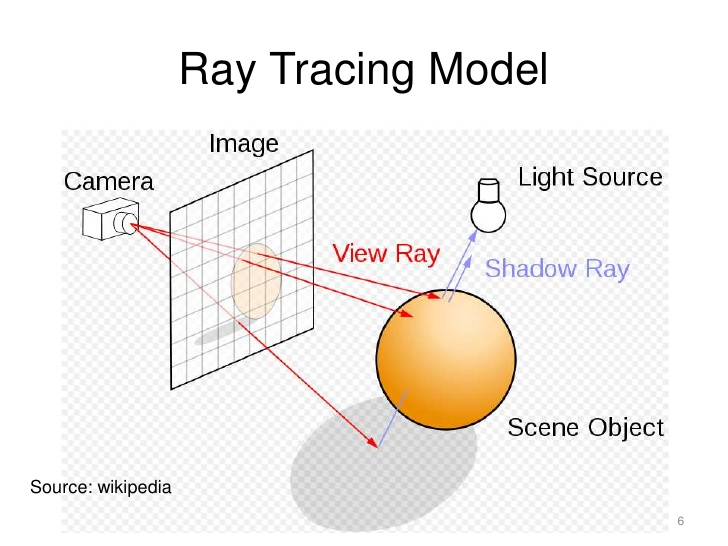 Ray Tracing Model
Image
Camera
Light Source
View Ray
Shadow Ray
Scene Object
Source: wikipedia
6